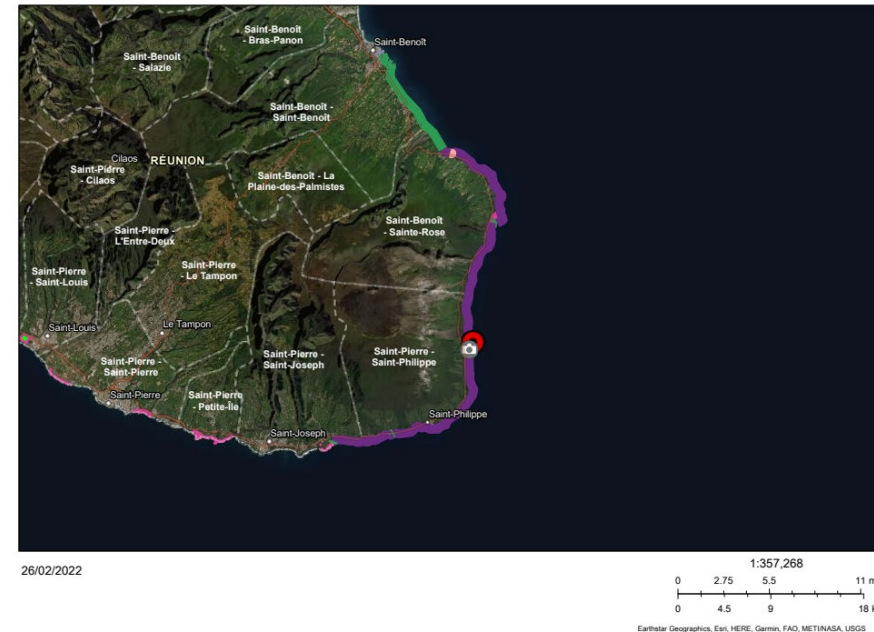 Saint-Benoît
- Bras-Panon
Saint-Benoît
Saint-Benoît
- Salazie
Saint-Benoît -
Saint-Benoît
Cilaos
RÉUNION
Saint-Pierre
- Cilaos
Saint-Benoît - La
Plaine-des-Palmistes
Saint-Benoît
- Sainte-Rose
Saint-Pierre -
L'Entre-Deux
Saint-Pierre
- Saint-Louis
Saint-Pierre
- Le Tampon
Saint-Louis
Le Tampon
Saint-Pierre -
Saint-Joseph
Saint-Pierre -
Saint-Philippe
Saint-Pierre -
Saint-Pierre
Saint-Pierre
Saint-Pierre
- Petite-Île
Saint-Philippe
Saint-Joseph
26/02/2022
1:357,268
0 2.75 5.5 11 m
0 4.5 9 18 k
Earthstar Geographics, Esri, HERE, Garmin, FAO, METI/NASA, USGS